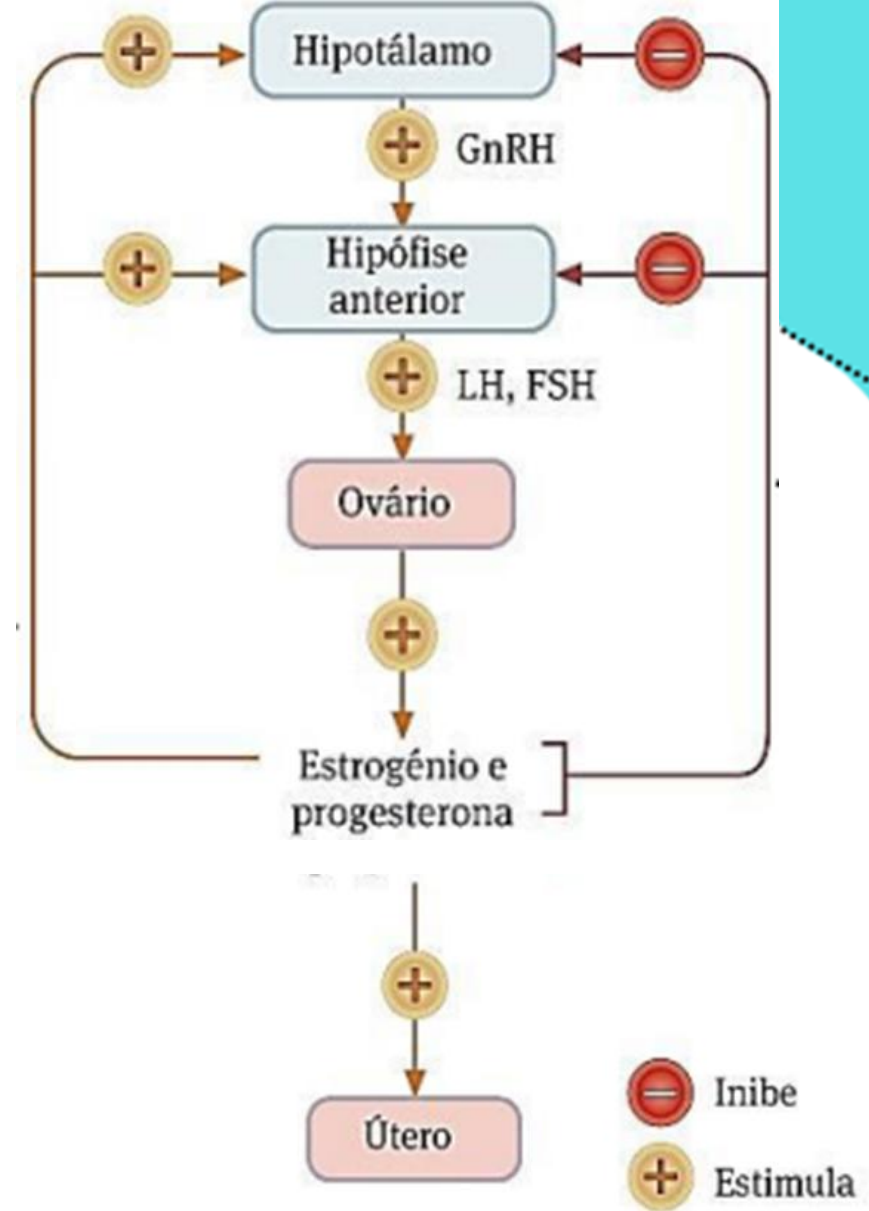 Hipotálamo
GnRH
Hipófise
anterior
LH, FSH
Ovário
Estrogénio e
progesterona
Útero
Inibe
Estimula